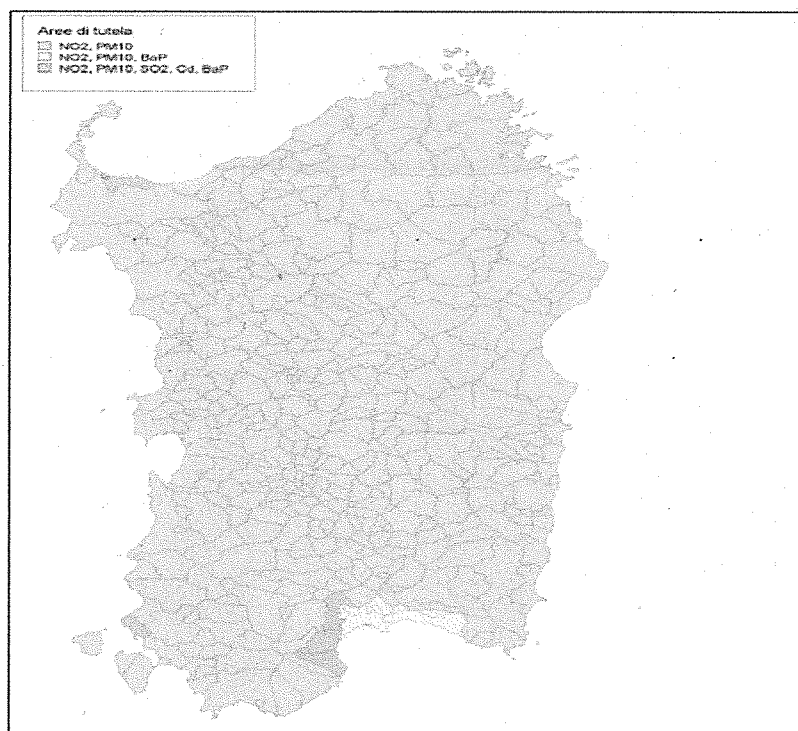 Aree di tutela
NO2, PM10
NO2, PM10, BaP
NO2, PM10, SO2, Cd, BaP